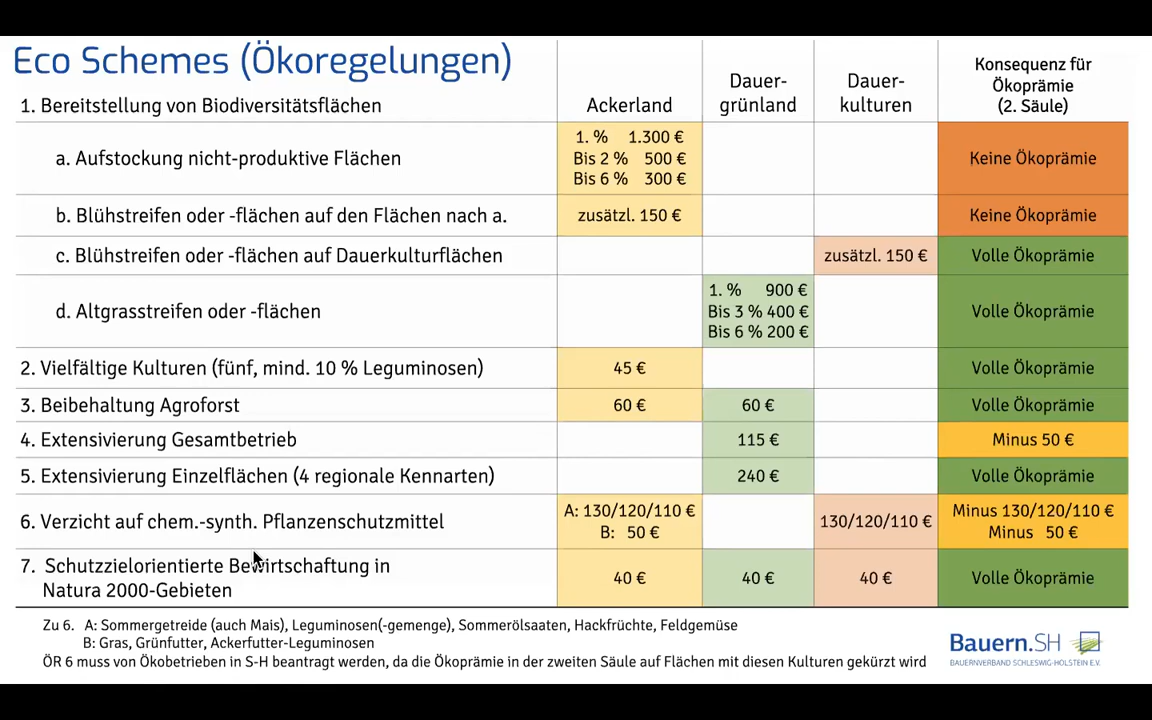 Eco Schemes (Ökoregelungen)
Ackerland
Dauer-
grünland
Dauer-
kulturen
Konsequenz für
Ökoprämie
(2. Säule)
1. Bereitstellung von Biodiversitätsflächen
a. Aufstockung nicht-produktive Flächen
1. % 1.300 €
Bis 2 % 500 €
Bis 6 % 300 €
Keine Ökoprämie
b. Blühstreifen oder -flächen auf den Flächen nach a.
zusätzl. 150 €
Keine Ökoprämie
c. Blühstreifen oder -flächen auf Dauerkulturflächen
zusätzl. 150 €
Volle Ökoprämie
d. Altgrasstreifen oder -flächen
1. % 900 €
Bis 3 % 400 €
Bis 6 % 200 €
Volle Ökoprämie
2. Vielfältige Kulturen (fünf, mind. 10 % Leguminosen)
45 €
Volle Ökoprämie
3. Beibehaltung Agroforst
60 €
60 €
Volle Ökoprämie
4. Extensivierung Gesamtbetrieb
115 €
Minus 50 €
5. Extensivierung Einzelflächen (4 regionale Kennarten)
240 €
Volle Ökoprämie
6. Verzicht auf chem.-synth. Pflanzenschutzmittel
A: 130/120/110 €
B: 50 €
130/120/110 €
Minus 130/120/110 €
Minus 50 €
7. Schutzzielorientierte Bewirtschaftung in
Natura 2000-Gebieten
40 €
40 €
40 €
Volle Ökoprämie
Zu 6. A: Sommergetreide (auch Mais), Leguminosen(-gemenge), Sommerölsaaten, Hackfrüchte, Feldgemüse
B: Gras, Grünfutter, Ackerfutter-Leguminosen
ÖR 6 muss von Ökobetrieben in S-H beantragt werden, da die Ökoprämie in der zweiten Säule auf Flächen mit diesen Kulturen gekürzt wird
Bauern.SH
BAUERNVERBAND SCHLESWIG-HOLSTEIN E.V.